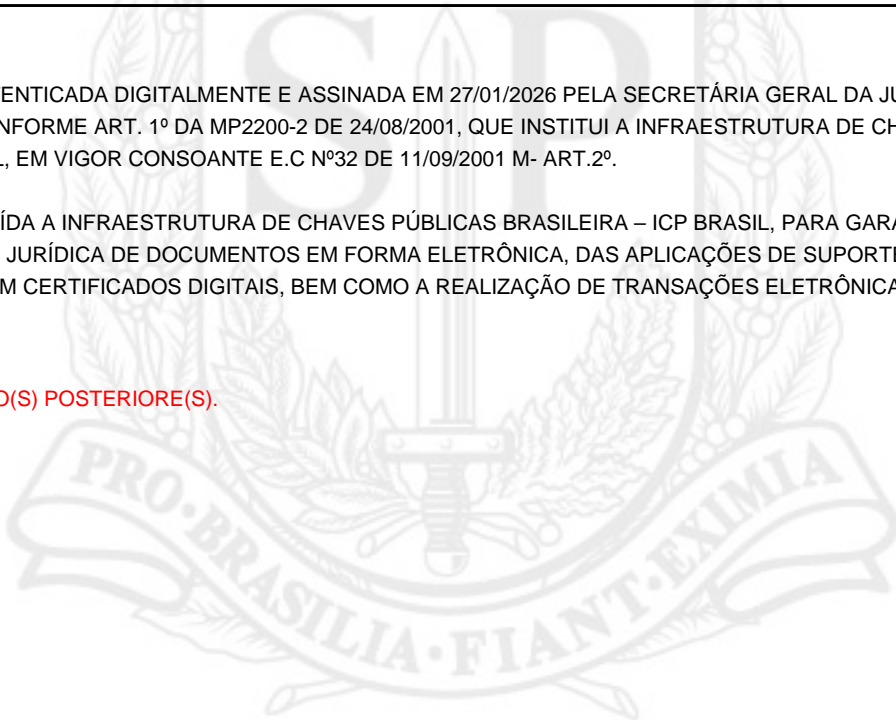 ENTICADA DIGITALMENTE E ASSINADA EM 27/01/2026 PELA SECRETÁRIA GERAL DA JU
NFORME ART. 1º DA MP2200-2 DE 24/08/2001, QUE INSTITUI A INFRAESTRUTURA DE CH
, EM VIGOR CONSOANTE E.C Nº32 DE 11/09/2001 M- ART.2º.
ÍDA A INFRAESTRUTURA DE CHAVES PÚBLICAS BRASILEIRA – ICP BRASIL, PARA GARA
JURÍDICA DE DOCUMENTOS EM FORMA ELETRÔNICA, DAS APLICAÇÕES DE SUPORTE
M CERTIFICADOS DIGITAIS, BEM COMO A REALIZAÇÃO DE TRANSAÇÕES ELETRÔNICA
O(S) POSTERIORE(S).
SP
PRO·BRASILIA·FIANT·EXIMIA